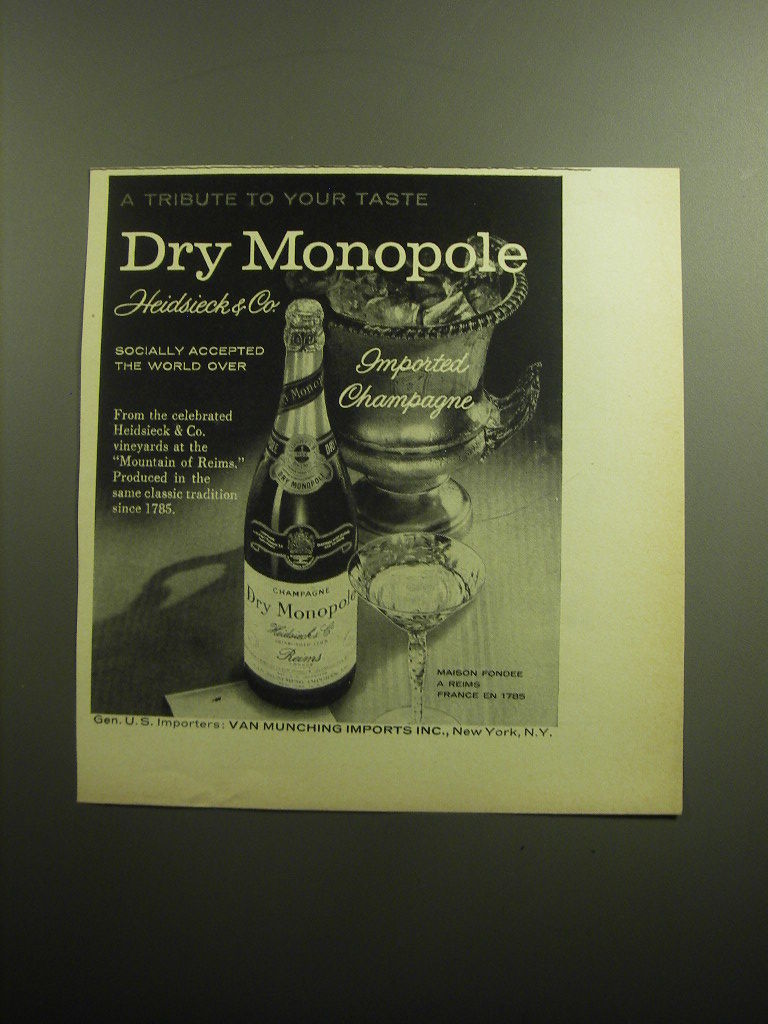 A TRIBUTE TO YOUR TASTE
Dry Monopole
Heidsieck & Co.
SOCIALLY ACCEPTED
THE WORLD OVER
Imported
Champagne
From the celebrated
Heidsieck & Co.
vineyards at the
"Mountain of Reims."
Produced in the
same classic tradition
since 1785.
DRY MONOPOLE
CHAMPAGNE
Dry Monopole
Heidsieck & Co
Reims
MAISON FONDEE
A REIMS
FRANCE EN 1785
Gen. U.S. Importers: VAN MUNCHING IMPORTS INC., New York, N.Y.